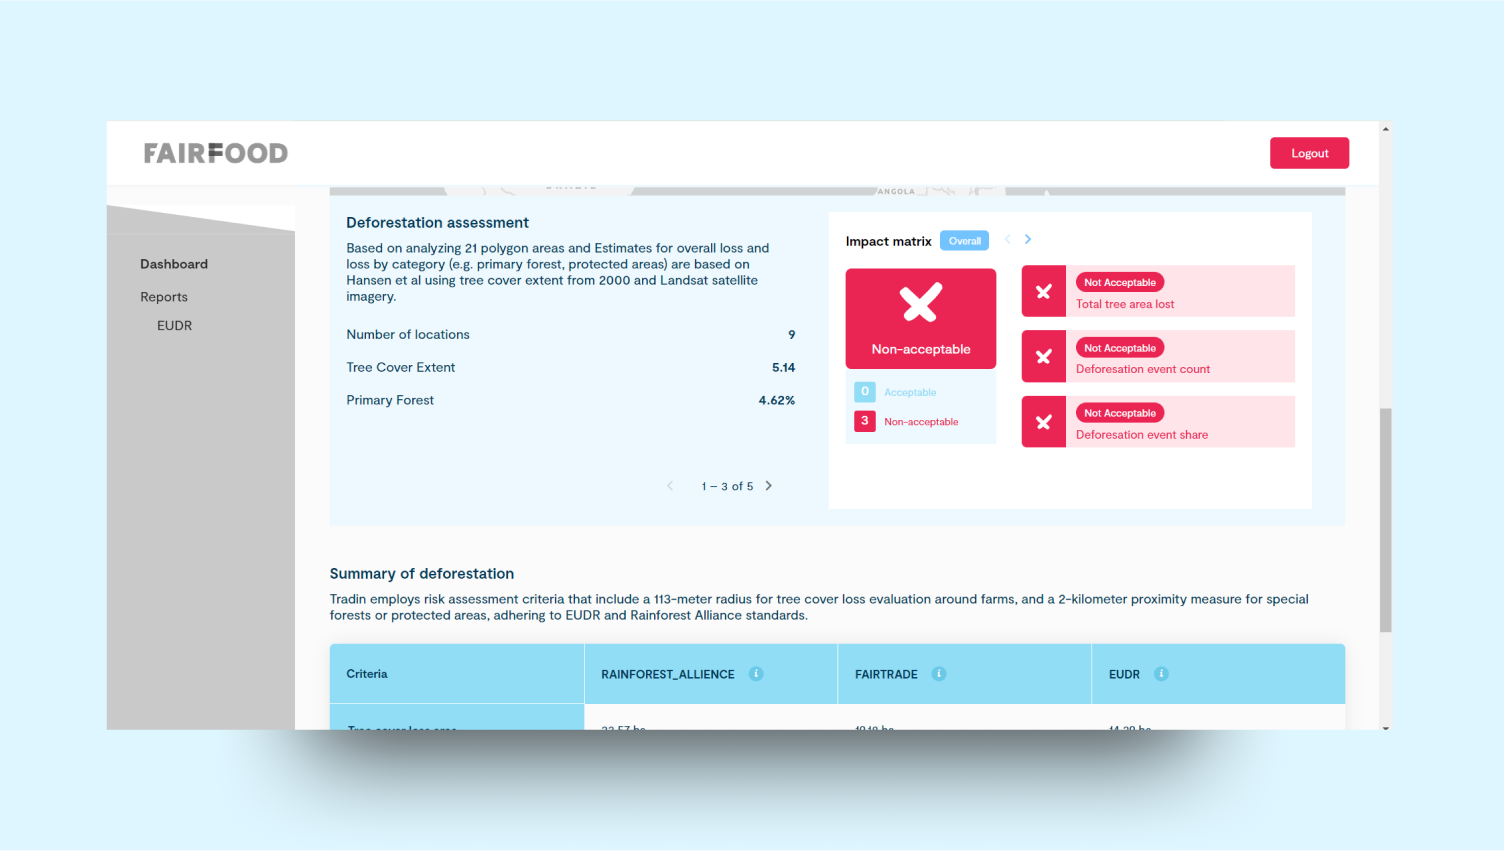 FAIRFOOD
Logout
ANGOLA
Dashboard
Reports
EUDR
Deforestation assessment
Based on analyzing 21 polygon areas and Estimates for overall loss and
loss by category (e.g. primary forest, protected areas) are based on
Hansen et al using tree cover extent from 2000 and Landsat satellite
imagery.
Number of locations 9
Tree Cover Extent 5.14
Primary Forest 4.62%
1 – 3 of 5
Impact matrix Overall
Non-acceptable
0 Acceptable
3 Non-acceptable
Not Acceptable
Total tree area lost
Not Acceptable
Deforesation event count
Not Acceptable
Deforesation event share
Summary of deforestation
Tradin employs risk assessment criteria that include a 113-meter radius for tree cover loss evaluation around farms, and a 2-kilometer proximity measure for special
forests or protected areas, adhering to EUDR and Rainforest Alliance standards.
Criteria RAINFOREST_ALLIENCE i FAIRTRADE i EUDR i
Tree cover loss area